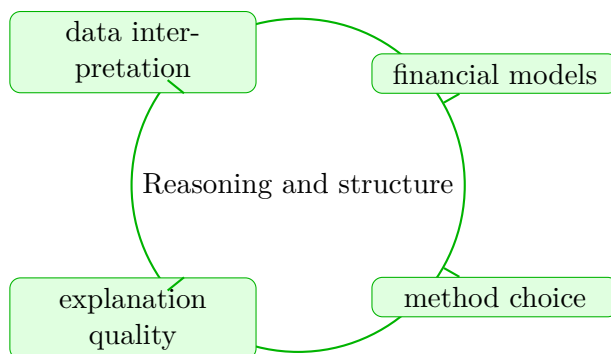 data inter-
pretation
financial models
Reasoning and structure
explanation
quality
method choice